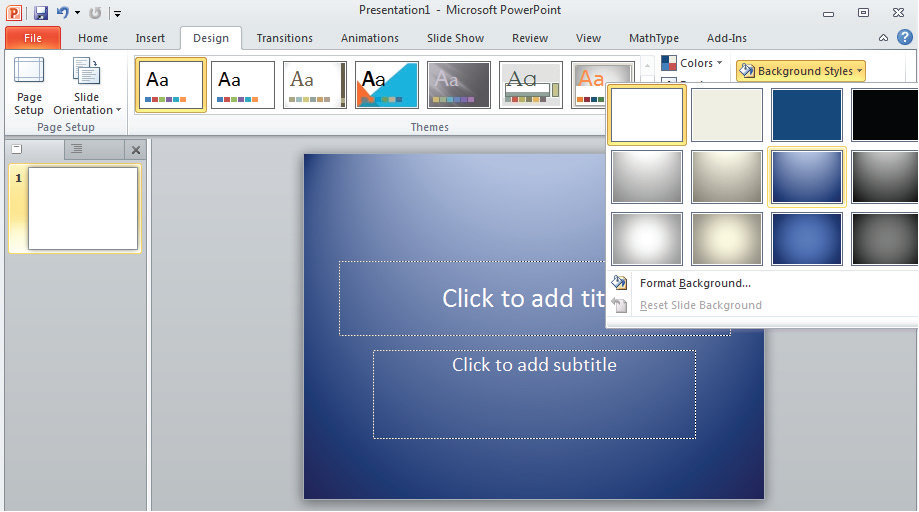 Presentation1 - Microsoft PowerPoint
File Home Insert Design Transitions Animations Slide Show Review View MathType Add-Ins
Aa Aa Aa Aa Aa Aa Aa
Colors
Background Styles
Page
Setup
Slide
Orientation
Page Setup
Themes
1
Click to add tit
Click to add subtitle
Format Background...
Reset Slide Background